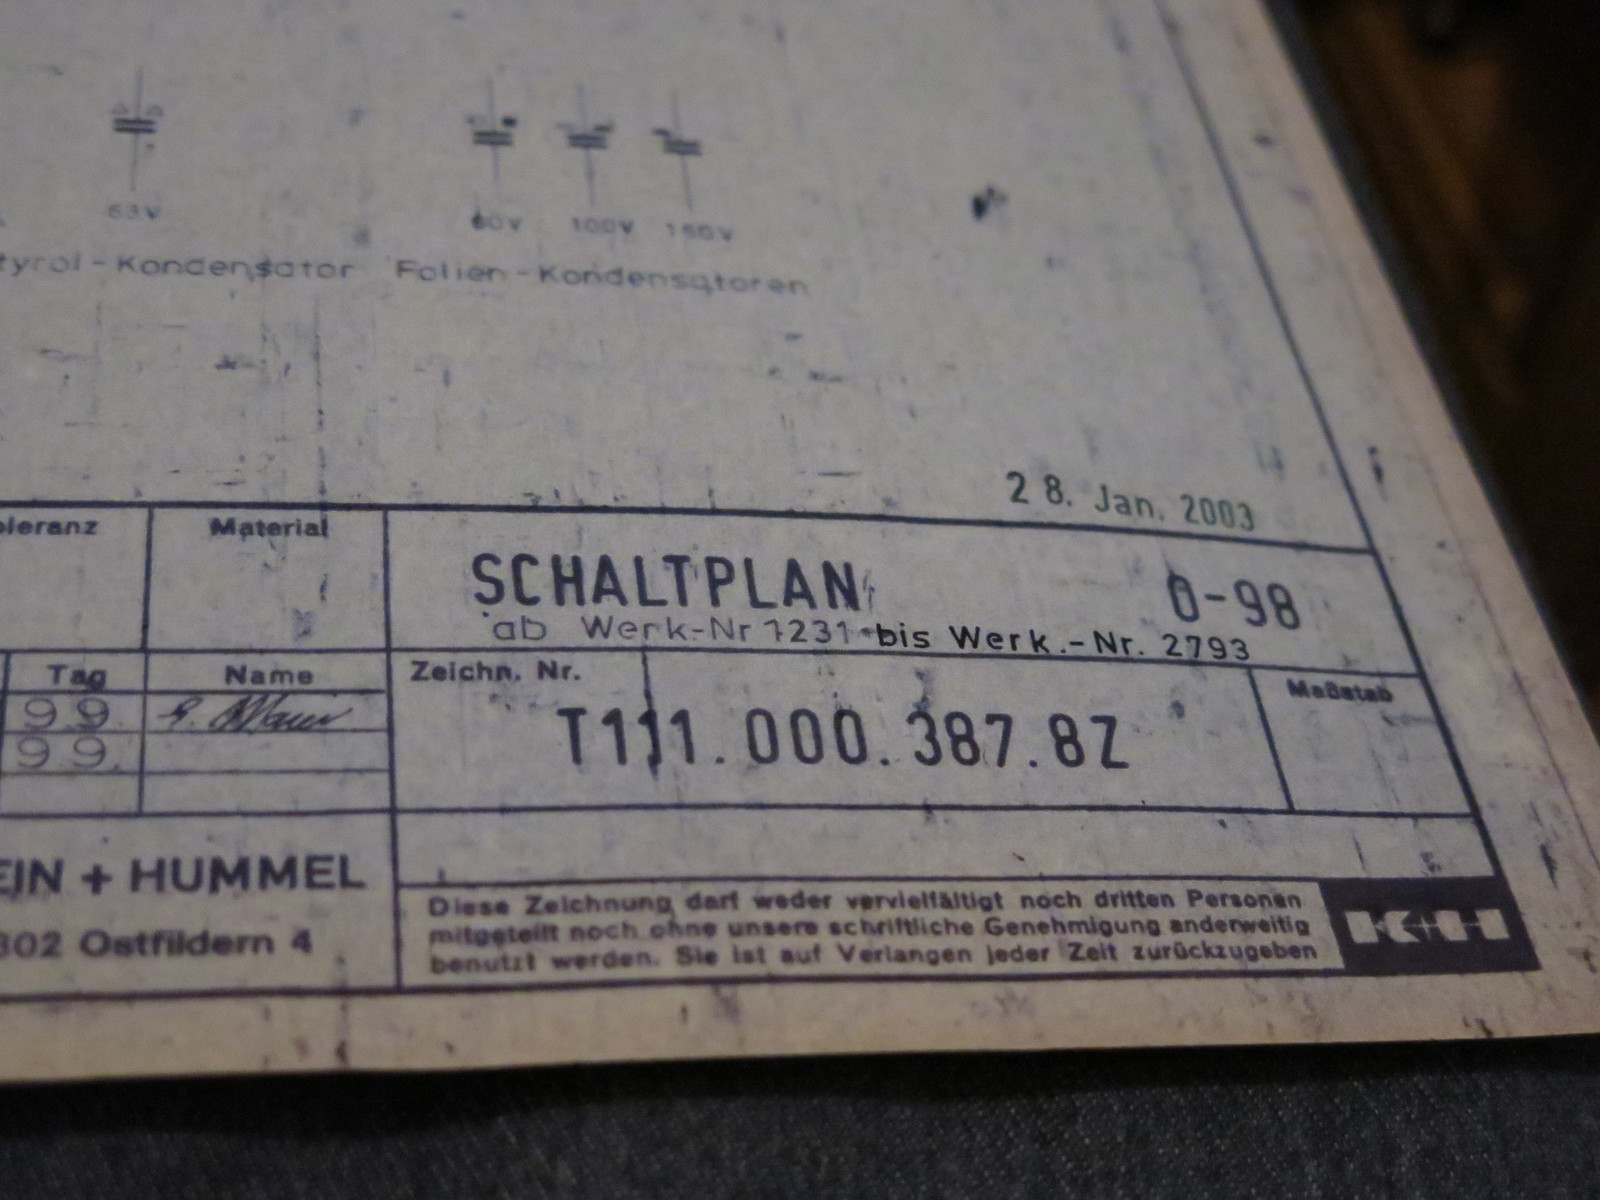 63V
60V 100V 150V
tyrol-Kondensator Folien-Kondensatoren
28. Jan. 2003
oleranz Material
SCHALTPLAN O-98
ab Werk-Nr 1231 bis Werk.-Nr. 2793
Tag Name Zeichn. Nr. Maßstab
99
99.
T111.000.387.8Z
EIN + HUMMEL
302 Ostfildern 4
Diese Zeichnung darf weder vervielfältigt noch dritten Personen
mitgeteilt noch ohne unsere schriftliche Genehmigung anderweitig
benutzt werden. Sie ist auf Verlangen jeder Zeit zurückzugeben
K+H